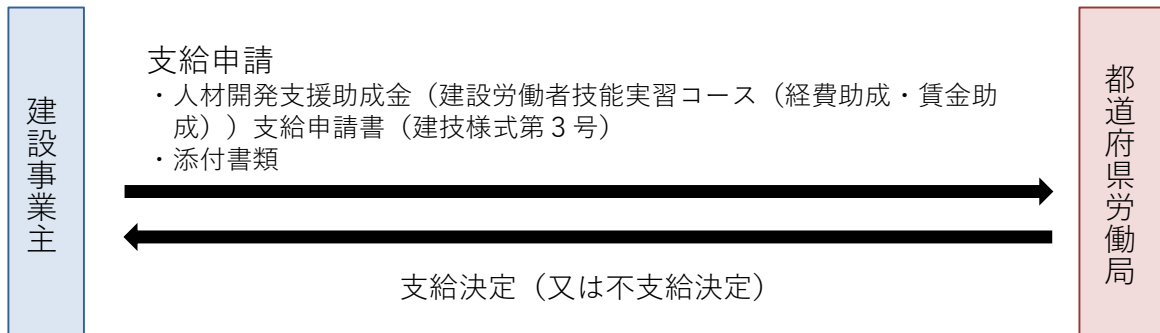 建設事業主
支給申請
・人材開発支援助成金（建設労働者技能実習コース（経費助成・賃金助
成））支給申請書（建技様式第３号）
・添付書類
支給決定（又は不支給決定）
都道府県労働局